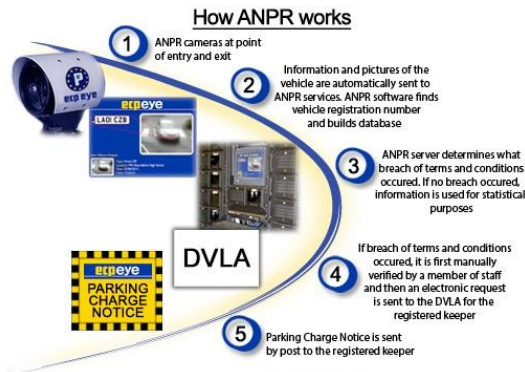 How ANPR works
1
ANPR cameras at point
of entry and exit
2
Information and pictures of the
vehicle are automatically sent to
ANPR services. ANPR software finds
vehicle registration number
and builds database
3
ANPR server determines what
breach of terms and conditions
occured. If no breach occured,
information is used for statistical
purposes
4
If breach of terms and conditions
occured, it is first manually
verified by a member of staff
and then an electronic request
is sent to the DVLA for the
registered keeper
5
Parking Charge Notice is sent
by post to the registered keeper
P
ecpeye
ecpeye
LA01 CZB
DVLA
ecpeye
PARKING
CHARGE
NOTICE